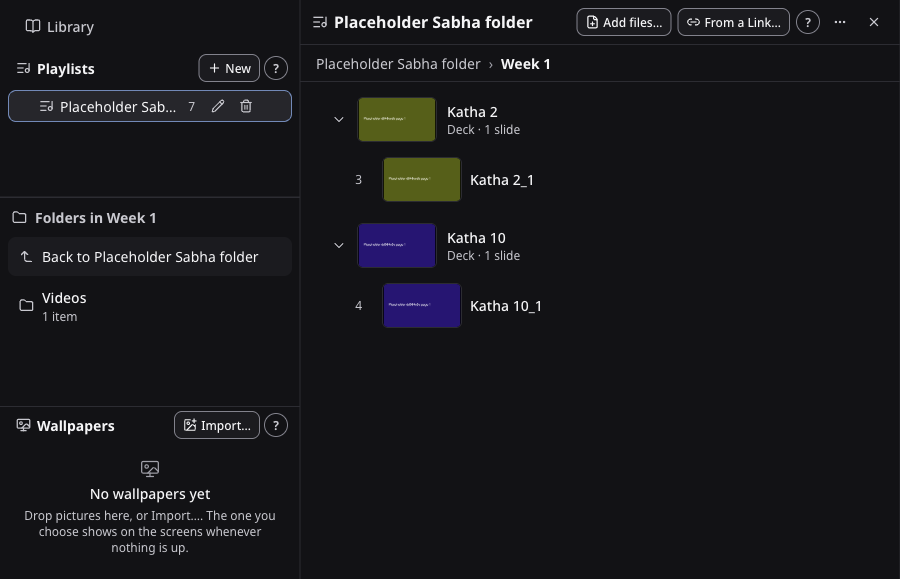 Library
Playlists
New
?
Placeholder Sab...
7
Folders in Week 1
Back to Placeholder Sabha folder
Videos
1 item
Wallpapers
Import...
?
No wallpapers yet
Drop pictures here, or Import.... The one you
choose shows on the screens whenever
nothing is up.
Placeholder Sabha folder
Add files...
From a Link...
?
Placeholder Sabha folder › Week 1
Katha 2
Deck · 1 slide
3
Katha 2_1
Katha 10
Deck · 1 slide
4
Katha 10_1